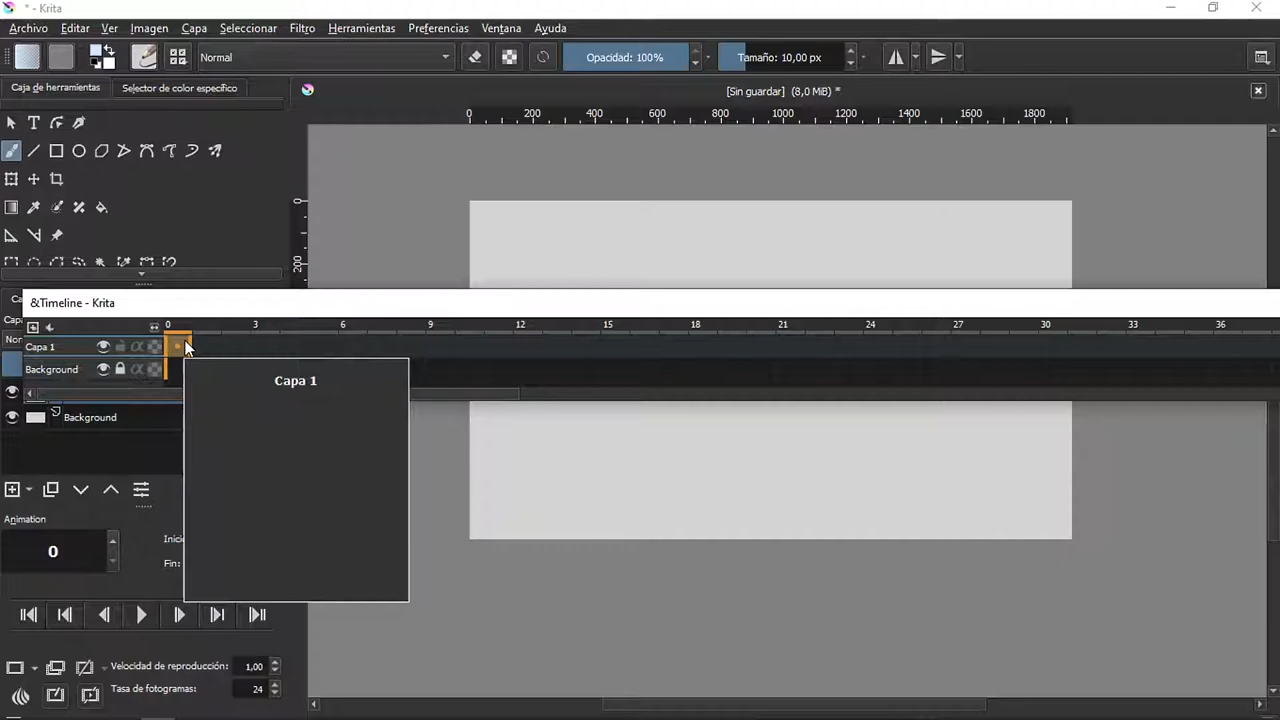 * - Krita
Archivo Editar Ver Imagen Capa Seleccionar Filtro Herramientas Preferencias Ventana Ayuda
Normal Opacidad: 100% Tamaño: 10,00 px
Caja de herramientas Selector de color específico [Sin guardar] (8,0 MiB) *
0 200 400 600 800 1000 1200 1400 1600 1800
0
200
&Timeline - Krita
0 3 6 9 12 15 18 21 24 27 30 33 36
Capa 1
Background
Capa 1
Background
Animation
0
Fin:
Velocidad de reproducción: 1,00
Tasa de fotogramas: 24